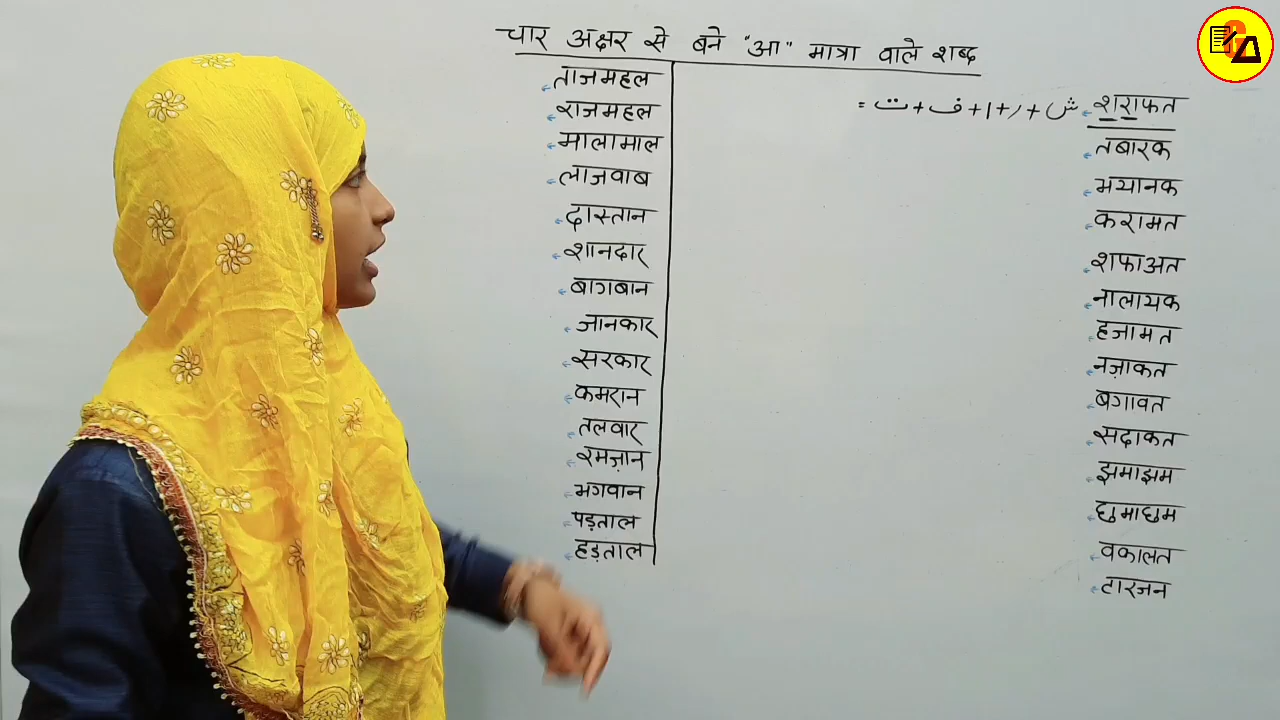 चार अक्षर से बने "आ" मात्रा वाले शब्द
ताजमहल
राजमहल
मालामाल
लाजवाब
दास्तान
शानदार
बागबान
जानकार
सरकार
कमरान
तलवार
रमज़ान
भगवान
पड़ताल
हड़ताल
शराफत ش + ر + ا + ف + ت =
तबारक
भयानक
करामत
शफाअत
नालायक
हजामत
नज़ाकत
बगावत
सदाकत
झमाझम
छुमाछुम
वकालत
टारजन